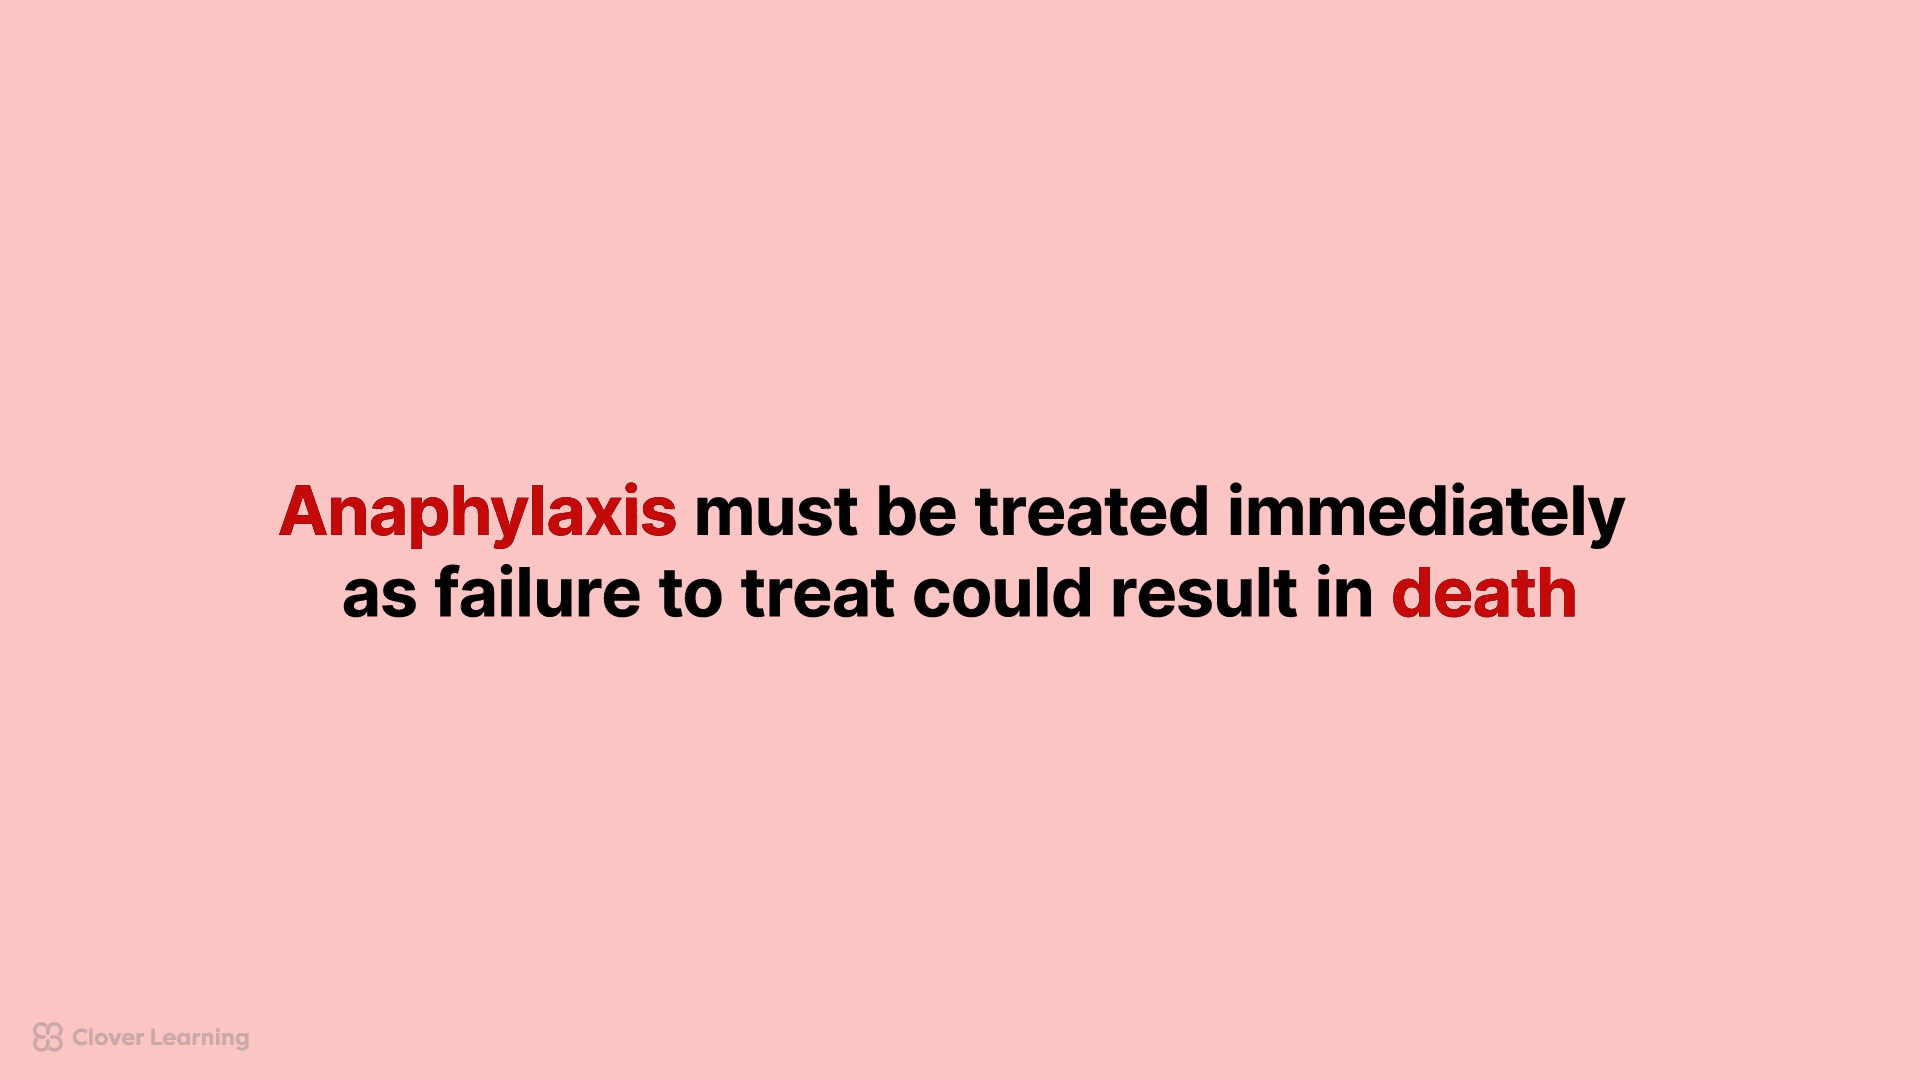 Anaphylaxis must be treated immediately
as failure to treat could result in death
Clover Learning